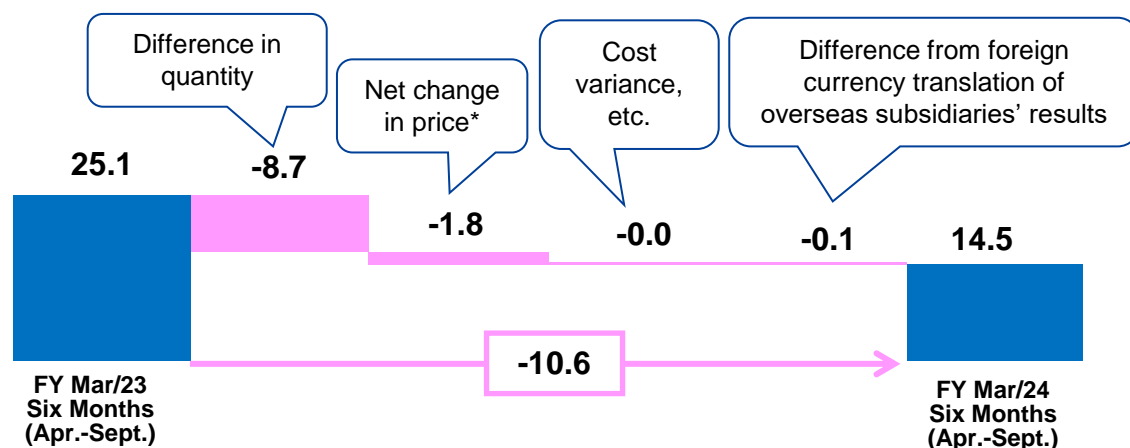 Difference in
quantity
Net change
in price*
Cost
variance,
etc.
Difference from foreign
currency translation of
overseas subsidiaries’ results
25.1
-8.7
-1.8
-0.0
-0.1
14.5
-10.6
FY Mar/23
Six Months
(Apr.-Sept.)
FY Mar/24
Six Months
(Apr.-Sept.)